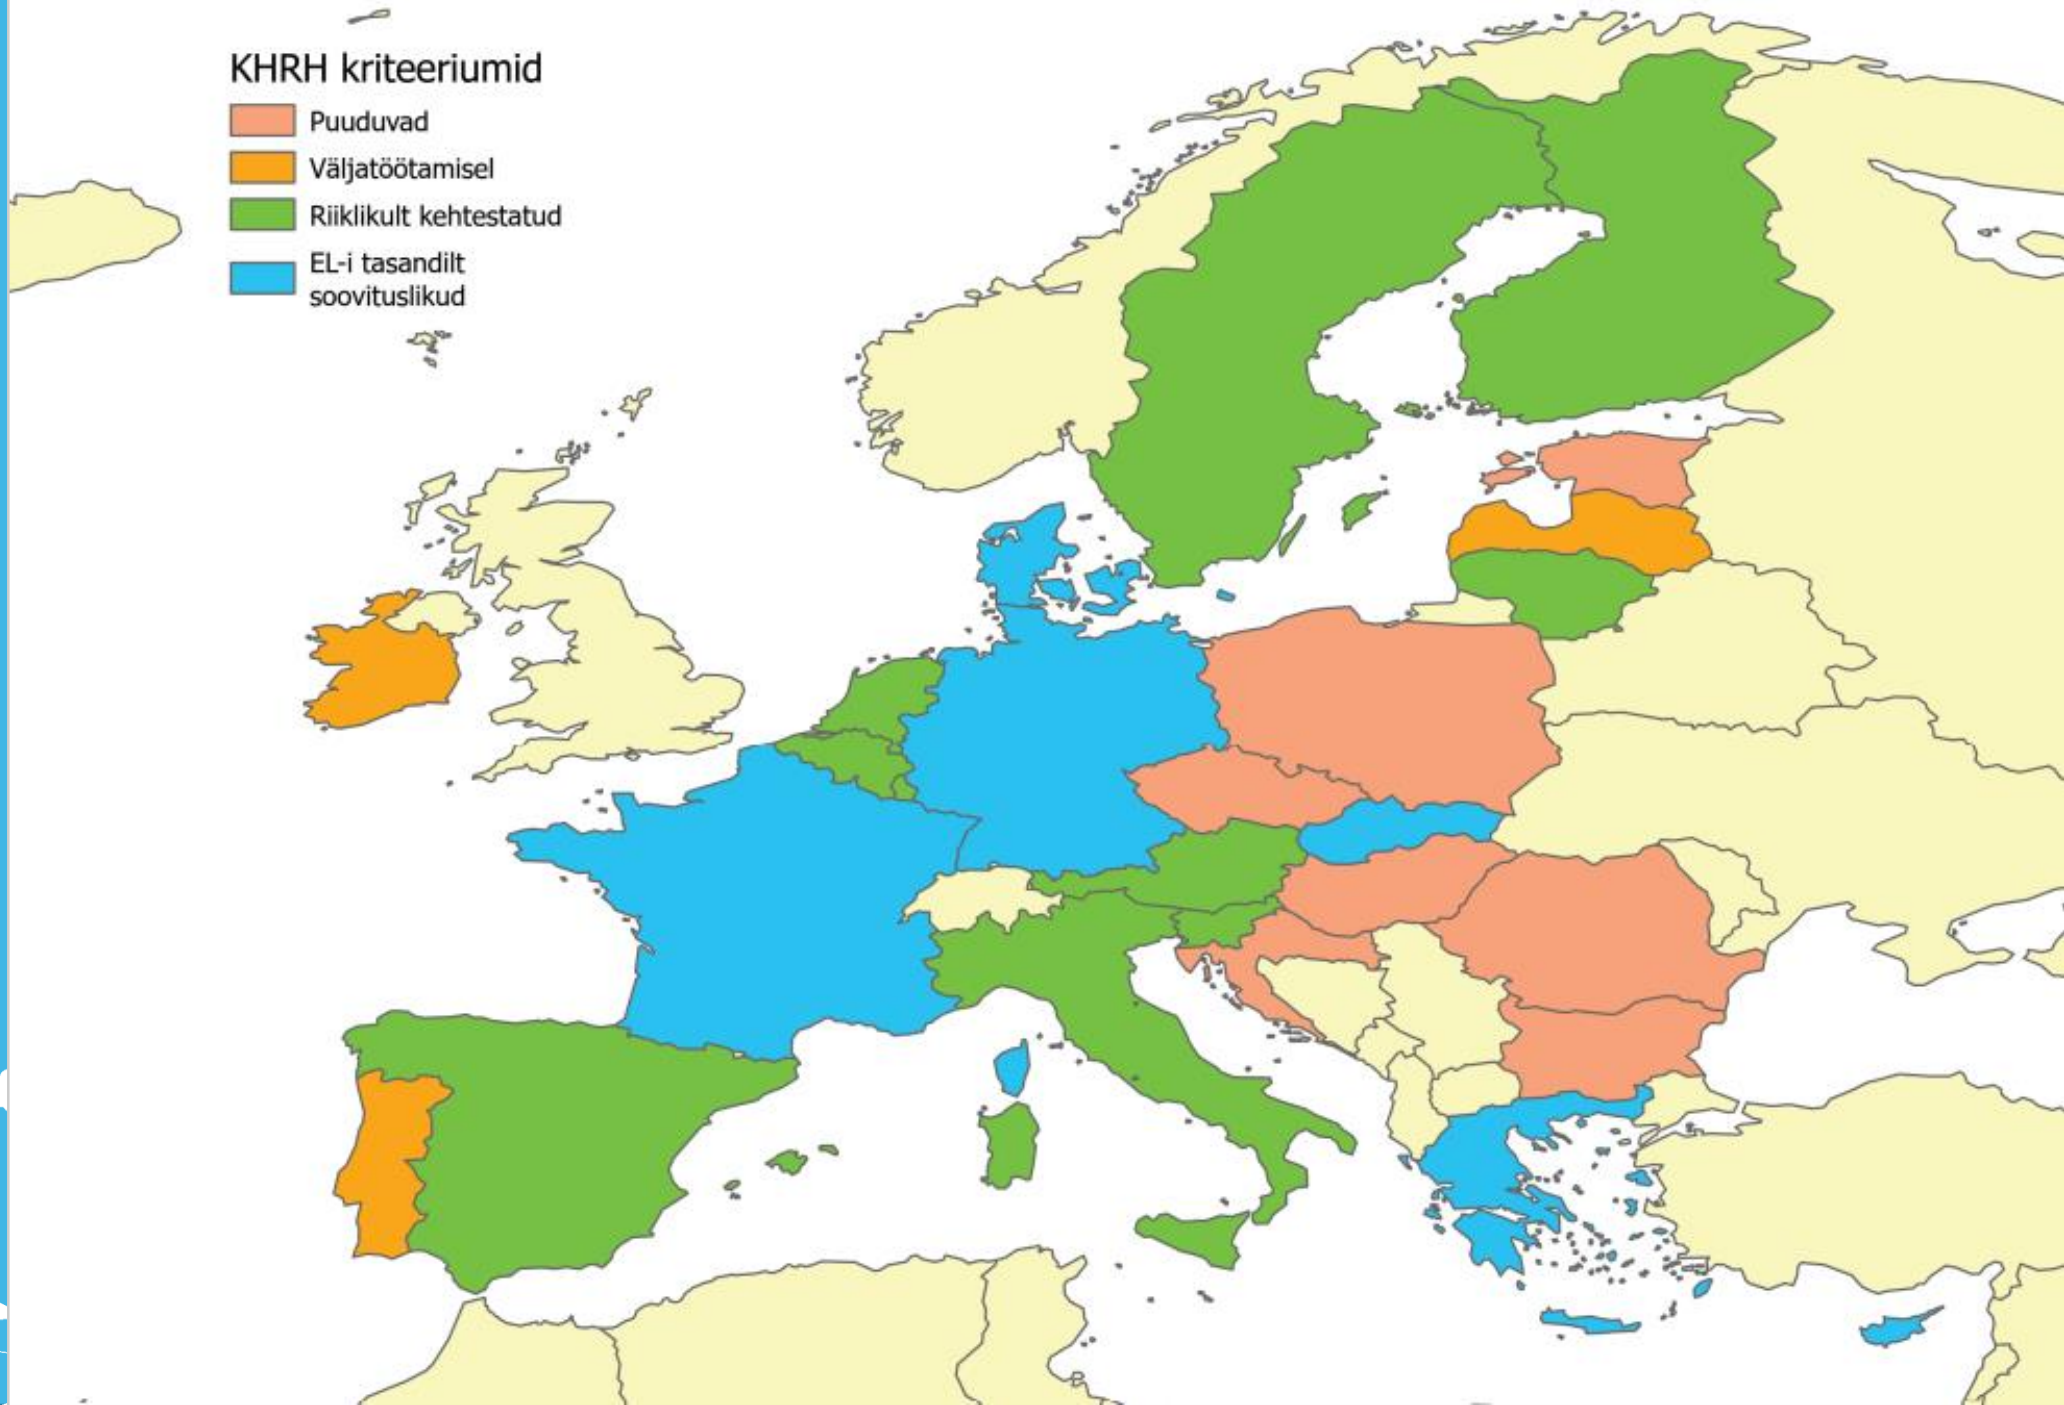 KHRH kriteeriumid
Puuduvad
Väljatöötamisel
Riiklikult kehtestatud
EL-i tasandilt
soovituslikud